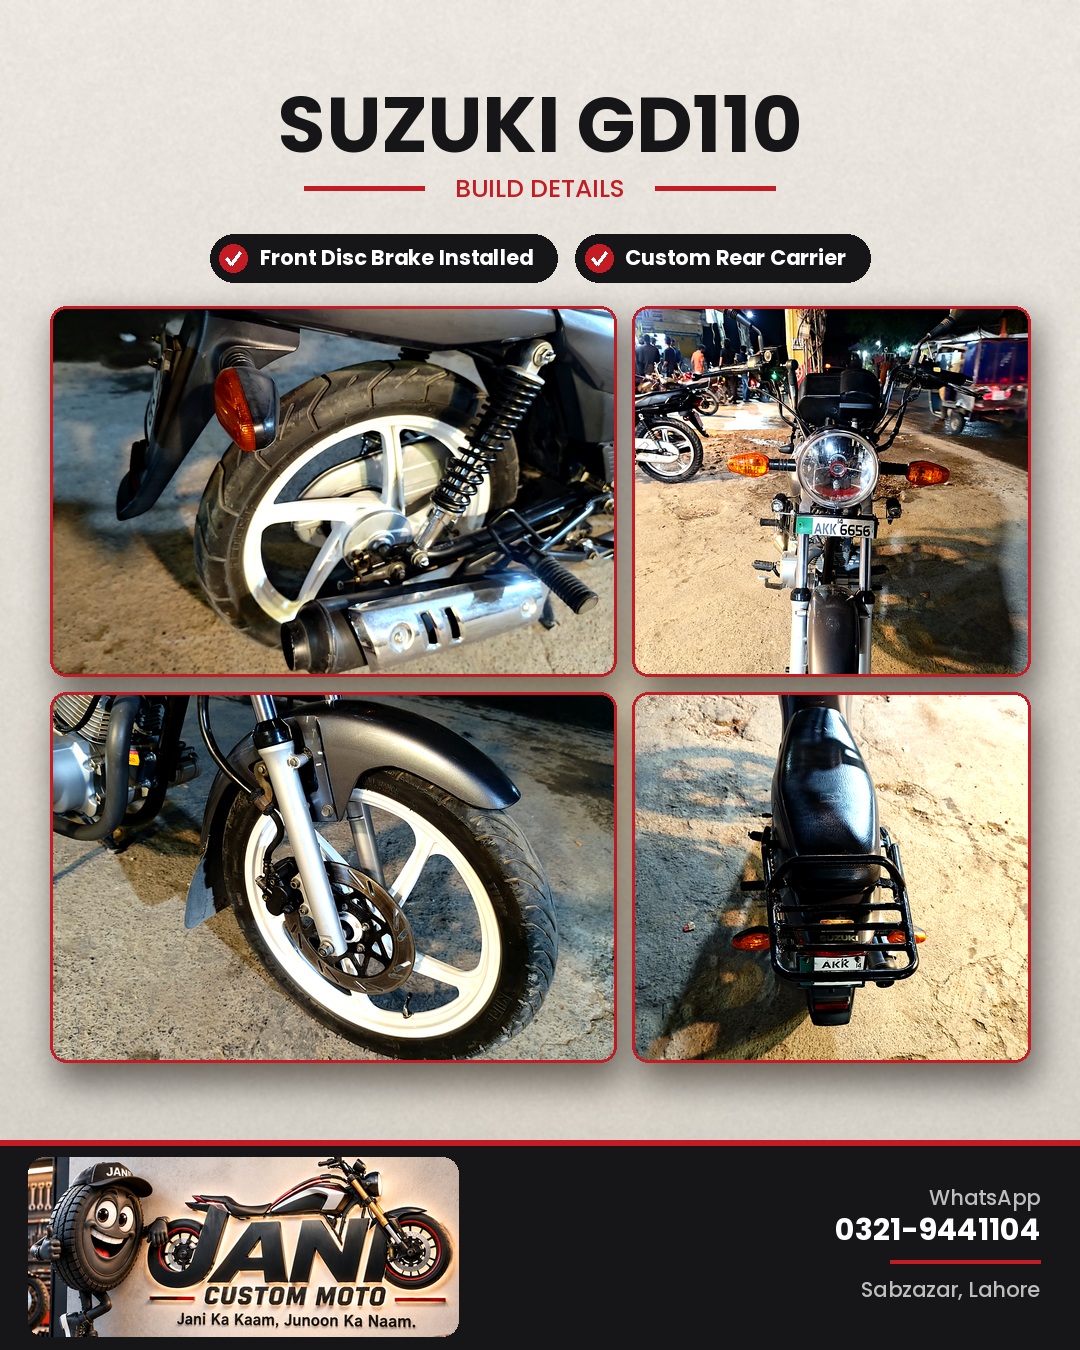 SUZUKI GD110
BUILD DETAILS
Front Disc Brake Installed
Custom Rear Carrier
AKK 6656
SUZUKI
AKK 14
JANI
JANI
CUSTOM MOTO
Jani Ka Kaam, Junoon Ka Naam.
WhatsApp
0321-9441104
Sabzazar, Lahore